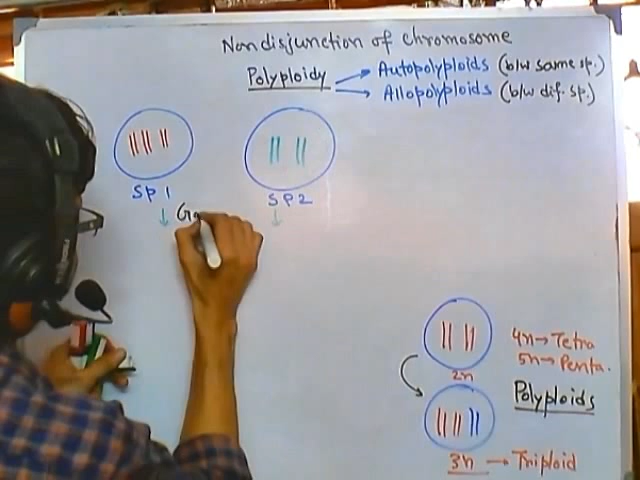 Nondisjunction of chromosome
Polyploidy
Autopolyploids (b/w same sp.)
Allopolyploids (b/w dif. sp.)
Sp 1
Sp 2
Ga
2n
4n→Tetra
5n→Penta.
Polyploids
3n → Triploid